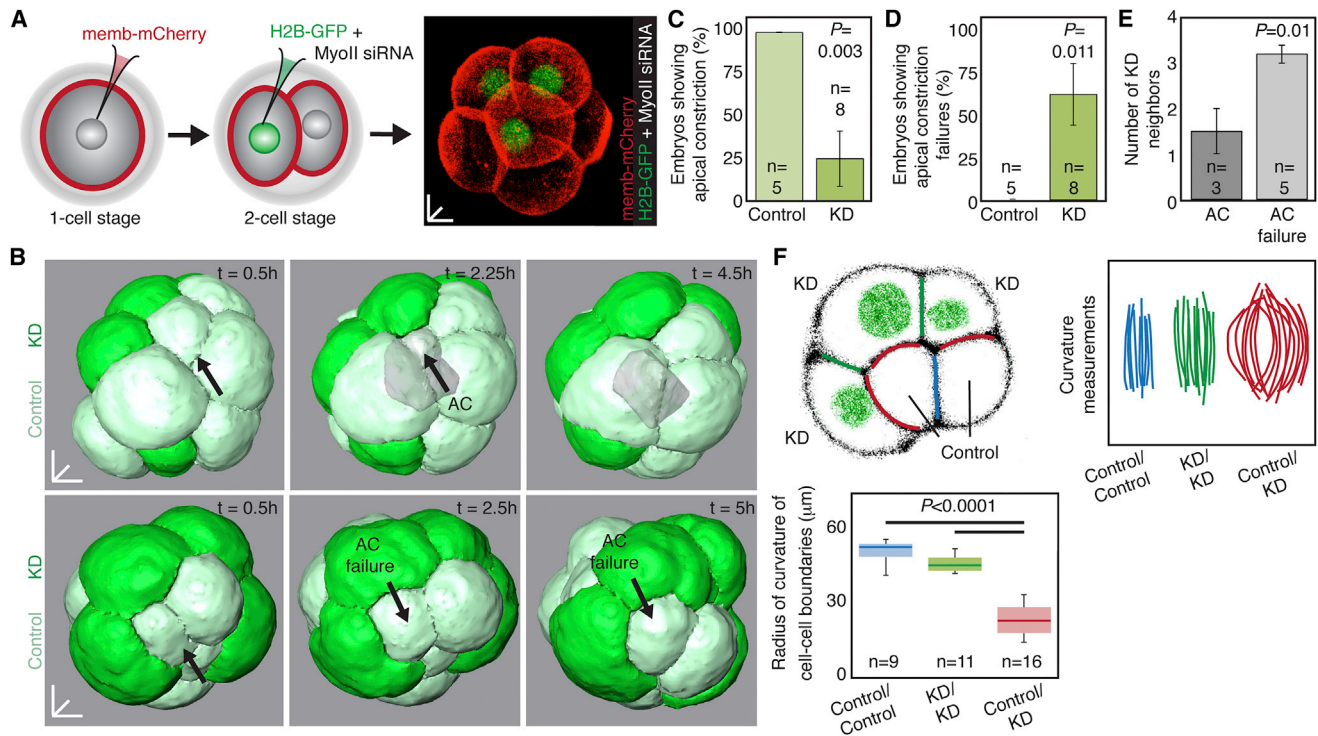 A
memb-mCherry
H2B-GFP +
MyoII siRNA
1-cell stage
2-cell stage
memb-mCherry
H2B-GFP + MyoII siRNA
C
Embryos showing
apical constriction (%)
100
75
50
25
0
P=
0.003
n=
8
n=
5
Control
KD
D
Embryos showing
apical constriction
failures (%)
100
75
50
25
0
P=
0.011
n=
5
n=
8
Control
KD
E
Number of KD
neighbors
4
3
2
1
0
P=0.01
n=
3
n=
5
AC
AC
failure
B
KD
Control
t = 0.5h
t = 2.25h
AC
t = 4.5h
KD
Control
t = 0.5h
t = 2.5h
AC
failure
t = 5h
AC
failure
F
KD
KD
KD
Control
Curvature
measurements
Control/
Control
KD/
KD
Control/
KD
Radius of curvature of
cell-cell boundaries (μm)
60
30
0
P<0.0001
n=9
n=11
n=16
Control/
Control
KD/
KD
Control/
KD